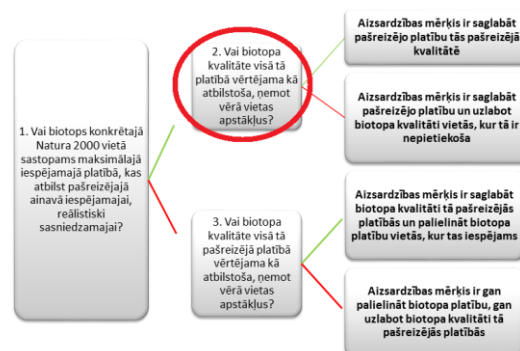 1. Vai biotops konkrētajā
Natura 2000 vietā
sastopams maksimālajā
iespējamajā platībā, kas
atbilst pašreizējajā
ainavā iespējamajai,
reālistiski
sasniedzamajai?
2. Vai biotopa
kvalitāte visā tā
platībā vērtējama kā
atbilstoša, ņemot
vērā vietas
apstākļus?
3. Vai biotopa
kvalitāte visā tā
pašreizējā platībā
vērtējama kā
atbilstoša, ņemot
vērā vietas
apstākļus?
Aizsardzības mērķis ir saglabāt
pašreizējo platību tās pašreizējā
kvalitātē
Aizsardzības mērķis ir saglabāt
pašreizējo platību un uzlabot
biotopa kvalitāti vietās, kur tā ir
nepietiekoša
Aizsardzības mērķis ir saglabāt
biotopa kvalitāti tā pašreizējās
platībās un palielināt biotopa
platību vietās, kur tas iespējams
Aizsardzības mērķis ir gan
palielināt biotopa platību, gan
uzlabot biotopa kvalitāti tā
pašreizējās platībās